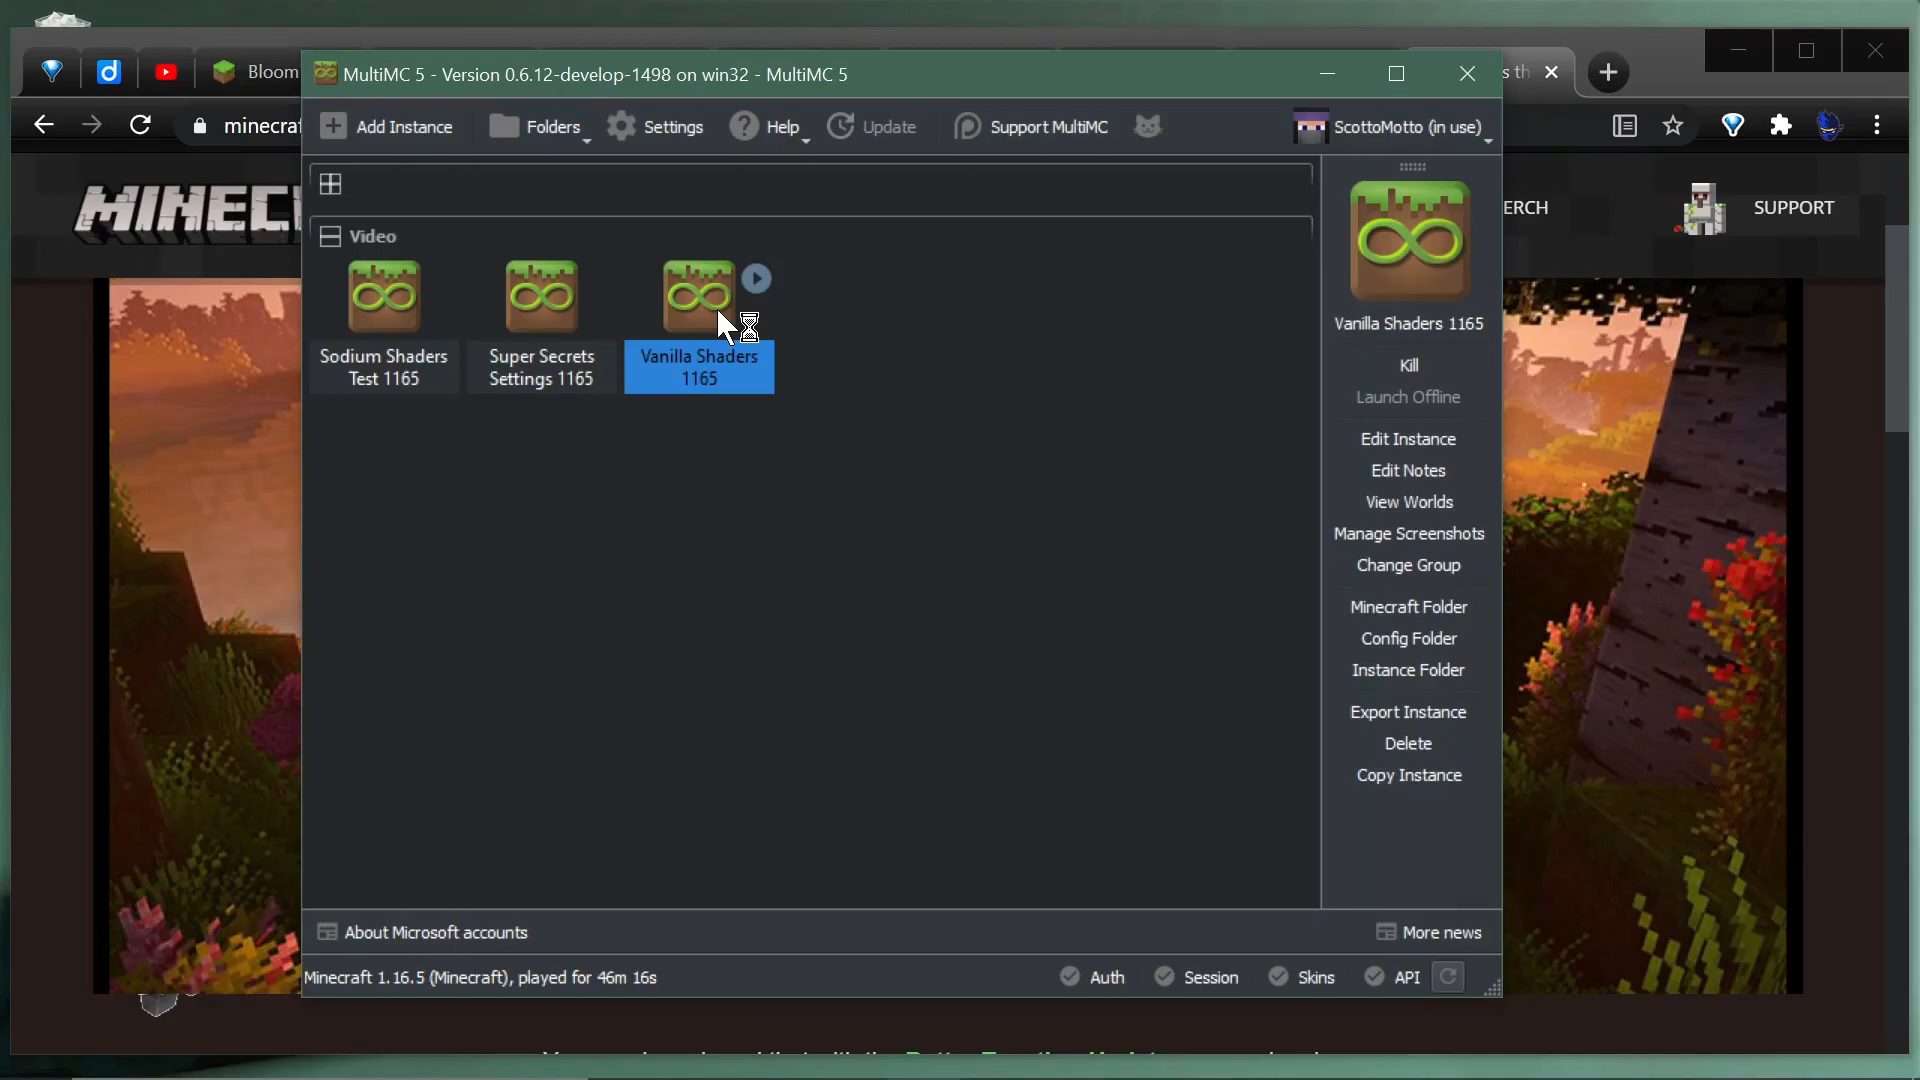 Bloom
MultiMC 5 - Version 0.6.12-develop-1498 on win32 - MultiMC 5
s th
minecra
Add Instance
Folders
Settings
Help
Update
Support MultiMC
ScottoMotto (in use)
MINEC
ERCH
SUPPORT
Video
Sodium Shaders
Test 1165
Super Secrets
Settings 1165
Vanilla Shaders
1165
Vanilla Shaders 1165
Kill
Launch Offline
Edit Instance
Edit Notes
View Worlds
Manage Screenshots
Change Group
Minecraft Folder
Config Folder
Instance Folder
Export Instance
Delete
Copy Instance
About Microsoft accounts
More news
Minecraft 1.16.5 (Minecraft), played for 46m 16s
Auth
Session
Skins
API